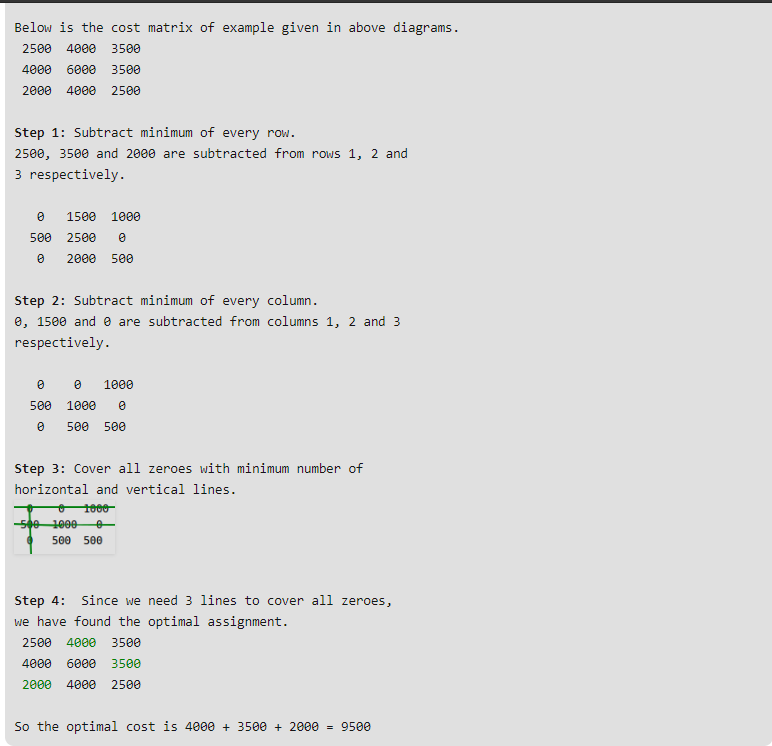 Below is the cost matrix of example given in above diagrams.
2500 4000 3500
4000 6000 3500
2000 4000 2500
Step 1: Subtract minimum of every row.
2500, 3500 and 2000 are subtracted from rows 1, 2 and
3 respectively.
0 1500 1000
500 2500 0
0 2000 500
Step 2: Subtract minimum of every column.
0, 1500 and 0 are subtracted from columns 1, 2 and 3
respectively.
0 0 1000
500 1000 0
0 500 500
Step 3: Cover all zeroes with minimum number of
horizontal and vertical lines.
0 0 1000
500 1000 0
0 500 500
Step 4: Since we need 3 lines to cover all zeroes,
we have found the optimal assignment.
2500 4000 3500
4000 6000 3500
2000 4000 2500
So the optimal cost is 4000 + 3500 + 2000 = 9500